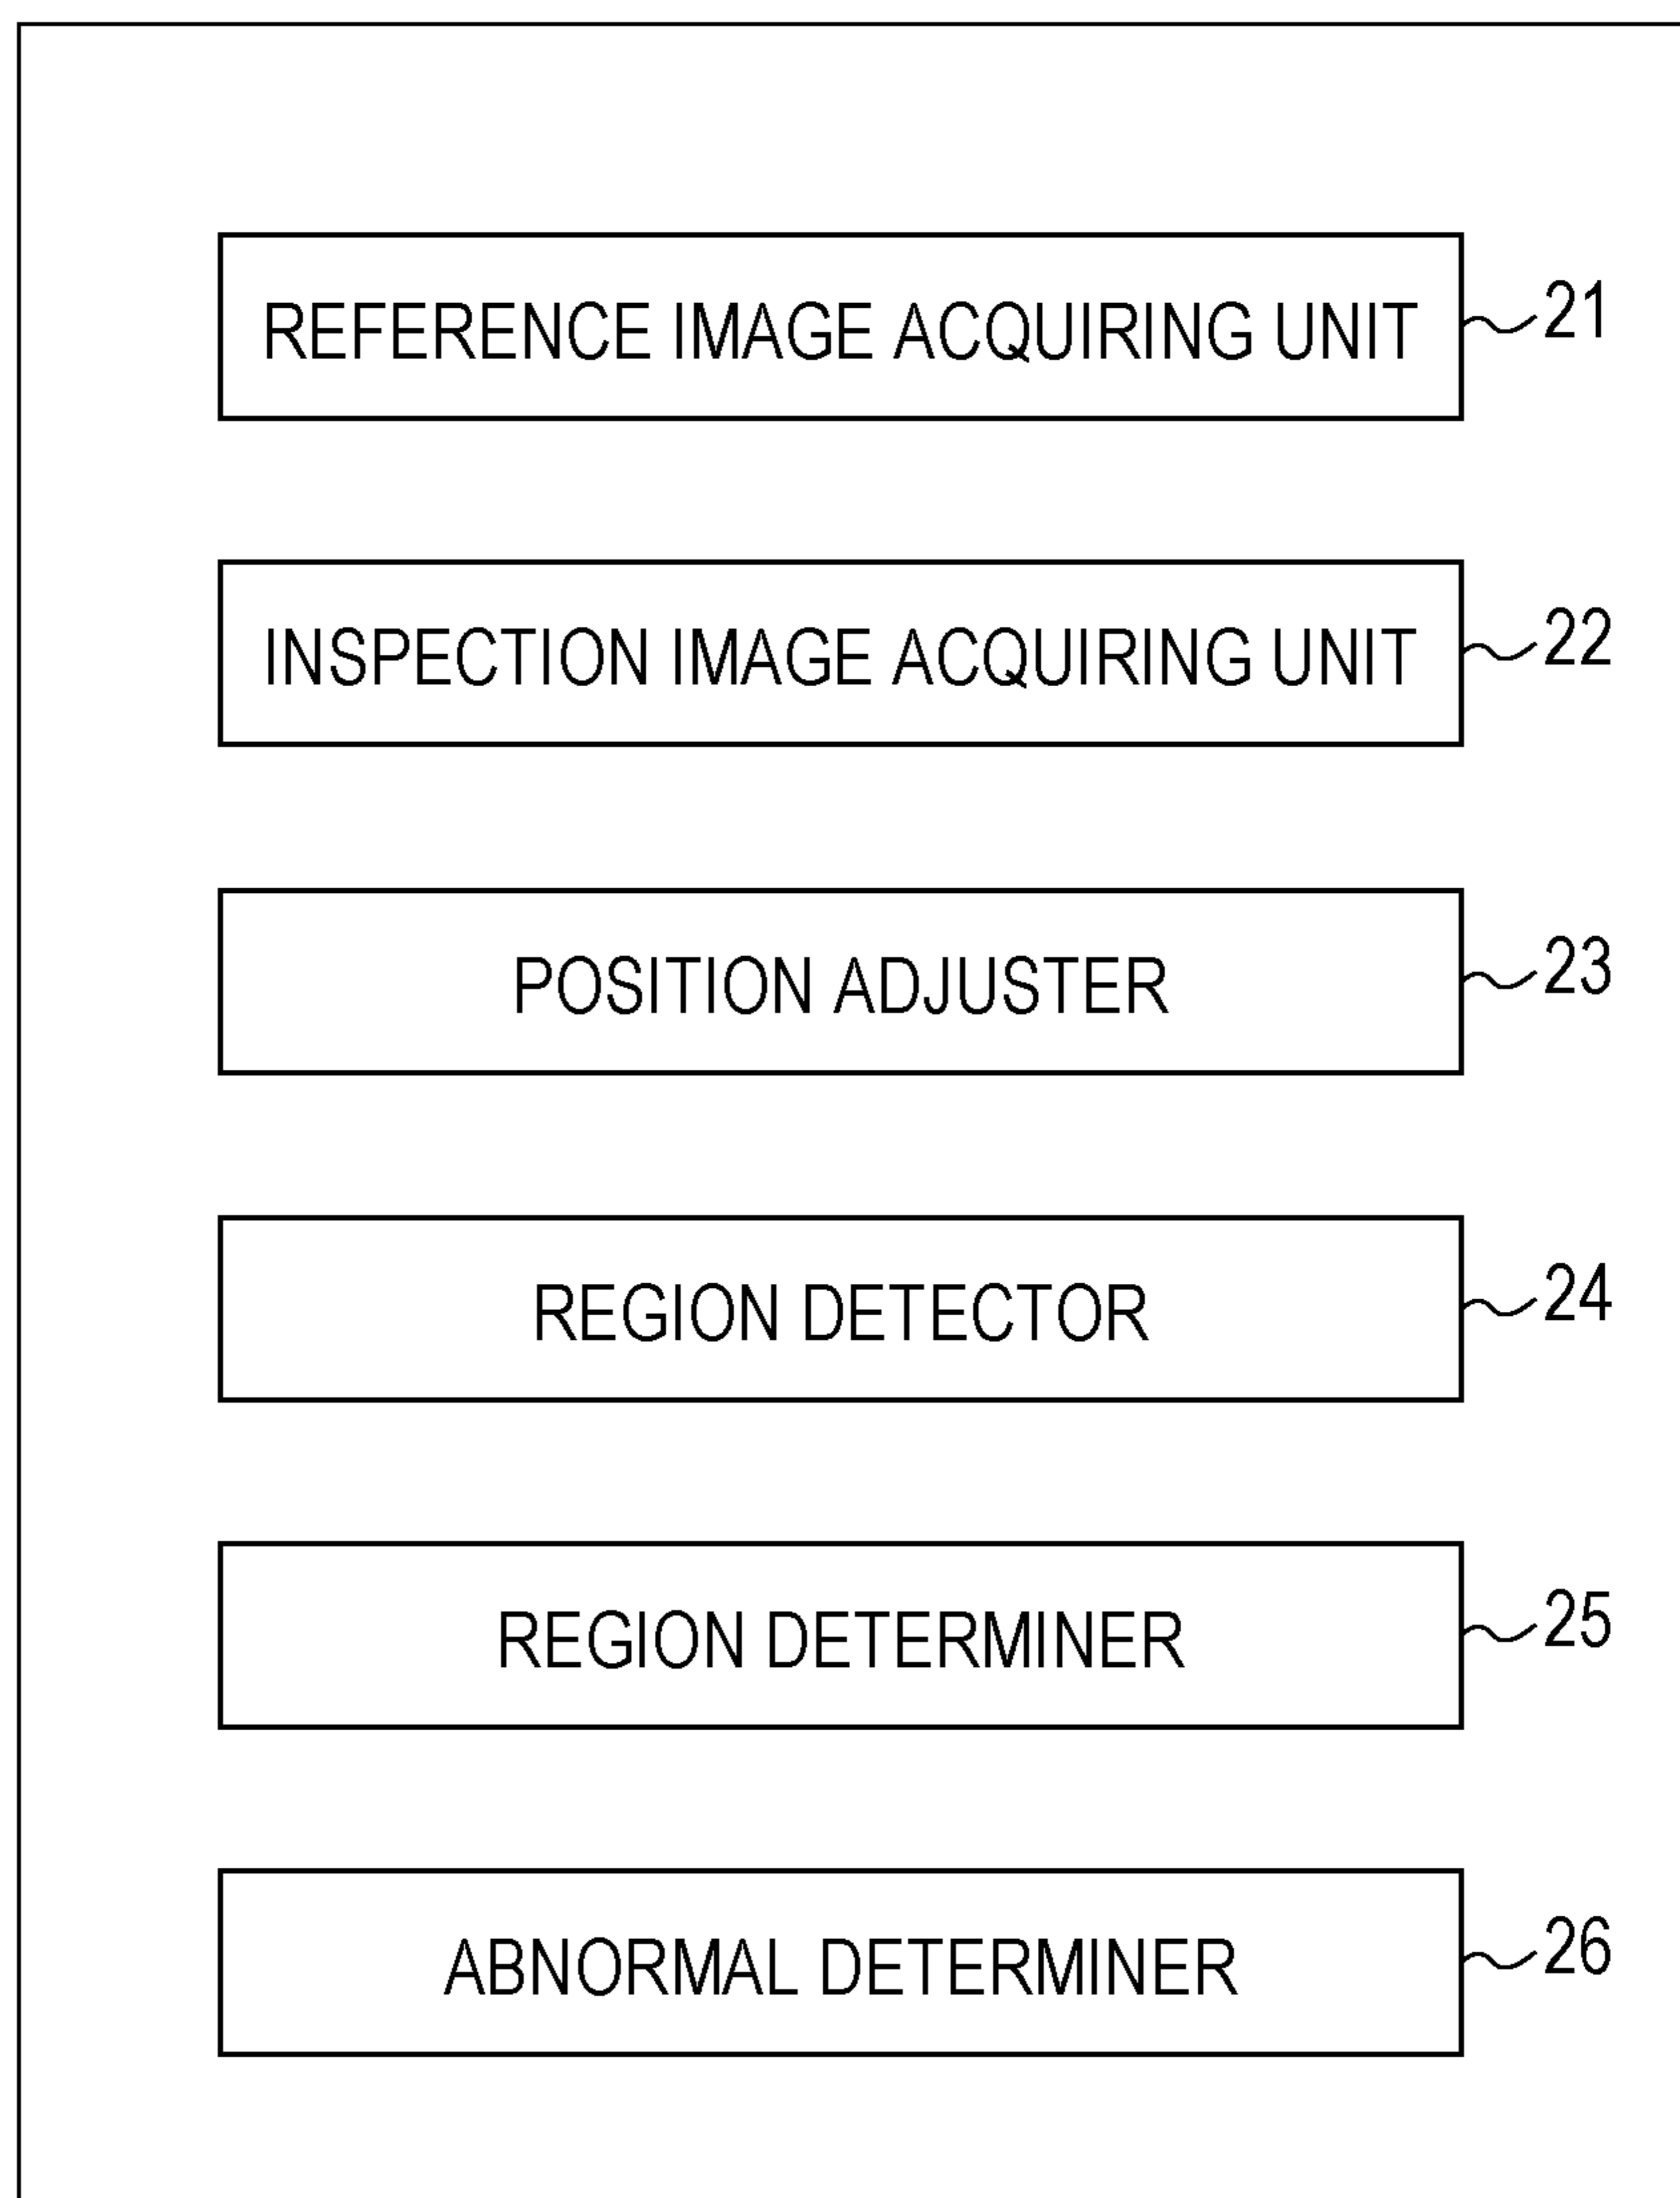 REFERENCE IMAGE ACQUIRING UNIT 21
INSPECTION IMAGE ACQUIRING UNIT 22
POSITION ADJUSTER 23
REGION DETECTOR 24
REGION DETERMINER 25
ABNORMAL DETERMINER 26